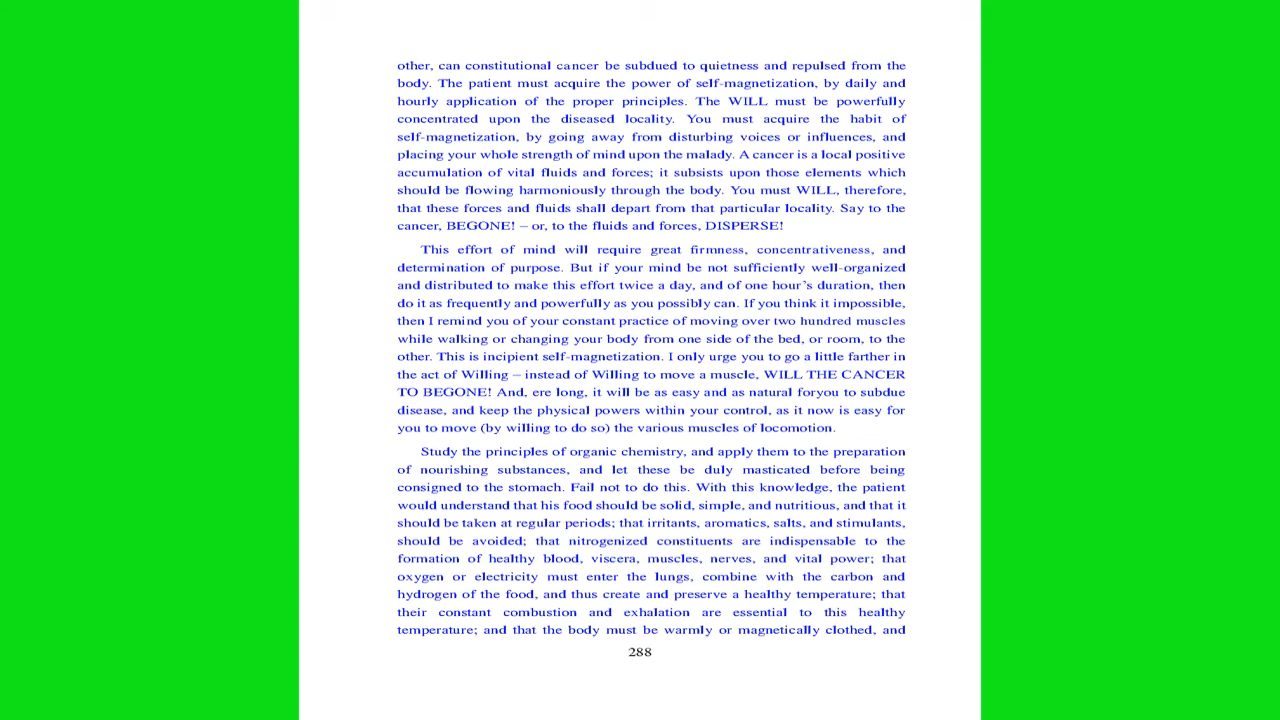 other, can constitutional cancer be subdued to quietness and repulsed from the
body. The patient must acquire the power of self-magnetization, by daily and
hourly application of the proper principles. The WILL must be powerfully
concentrated upon the diseased locality. You must acquire the habit of
self-magnetization, by going away from disturbing voices or influences, and
placing your whole strength of mind upon the malady. A cancer is a local positive
accumulation of vital fluids and forces; it subsists upon those elements which
should be flowing harmoniously through the body. You must WILL, therefore,
that these forces and fluids shall depart from that particular locality. Say to the
cancer, BEGONE! – or, to the fluids and forces, DISPERSE!
This effort of mind will require great firmness, concentrativeness, and
determination of purpose. But if your mind be not sufficiently well-organized
and distributed to make this effort twice a day, and of one hour's duration, then
do it as frequently and powerfully as you possibly can. If you think it impossible,
then I remind you of your constant practice of moving over two hundred muscles
while walking or changing your body from one side of the bed, or room, to the
other. This is incipient self-magnetization. I only urge you to go a little farther in
the act of Willing – instead of Willing to move a muscle, WILL THE CANCER
TO BEGONE! And, ere long, it will be as easy and as natural foryou to subdue
disease, and keep the physical powers within your control, as it now is easy for
you to move (by willing to do so) the various muscles of locomotion.
Study the principles of organic chemistry, and apply them to the preparation
of nourishing substances, and let these be duly masticated before being
consigned to the stomach. Fail not to do this. With this knowledge, the patient
would understand that his food should be solid, simple, and nutritious, and that it
should be taken at regular periods; that irritants, aromatics, salts, and stimulants,
should be avoided; that nitrogenized constituents are indispensable to the
formation of healthy blood, viscera, muscles, nerves, and vital power; that
oxygen or electricity must enter the lungs, combine with the carbon and
hydrogen of the food, and thus create and preserve a healthy temperature; that
their constant combustion and exhalation are essential to this healthy
temperature; and that the body must be warmly or magnetically clothed, and
288